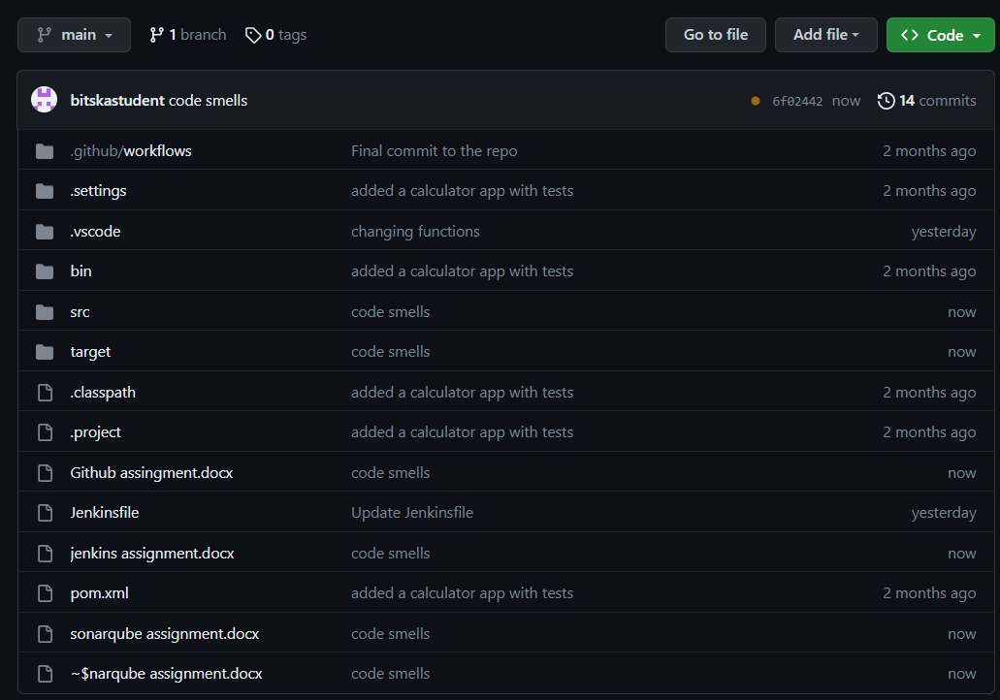 main 1 branch 0 tags Go to file Add file Code
bitskastudent code smells 6f02442 now 14 commits
.github/workflows Final commit to the repo 2 months ago
.settings added a calculator app with tests 2 months ago
.vscode changing functions yesterday
bin added a calculator app with tests 2 months ago
src code smells now
target code smells now
.classpath added a calculator app with tests 2 months ago
.project added a calculator app with tests 2 months ago
Github assingment.docx code smells now
Jenkinsfile Update Jenkinsfile yesterday
jenkins assignment.docx code smells now
pom.xml added a calculator app with tests 2 months ago
sonarqube assignment.docx code smells now
~$narqube assignment.docx code smells now